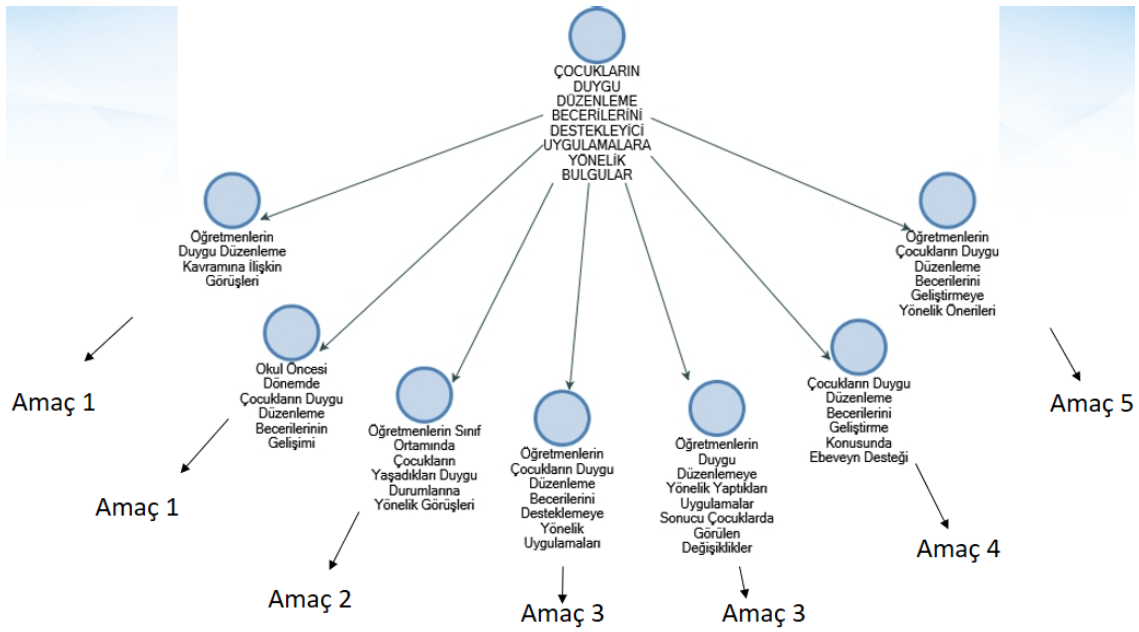 ÇOCUKLARIN
DUYGU
DÜZENLEME
BECERİLERİNİ
DESTEKLEYİCİ
UYGULAMALARA
YÖNELİK
BULGULAR
Öğretmenlerin
Duygu Düzenleme
Kavramına İlişkin
Görüşleri
Amaç 1
Okul Öncesi
Dönemde
Çocukların Duygu
Düzenleme
Becerilerinin
Gelişimi
Amaç 1
Öğretmenlerin Sınıf
Ortamında
Çocukların
Yaşadıkları Duygu
Durumlarına
Yönelik Görüşleri
Amaç 2
Öğretmenlerin
Çocukların Duygu
Düzenleme
Becerilerini
Desteklemeye
Yönelik
Uygulamaları
Amaç 3
Öğretmenlerin
Duygu
Düzenlemeye
Yönelik Yaptıkları
Uygulamalar
Sonucu Çocuklarda
Görülen
Değişiklikler
Amaç 3
Çocukların Duygu
Düzenleme
Becerilerini
Geliştirme
Konusunda
Ebeveyn Desteği
Amaç 4
Öğretmenlerin
Çocukların Duygu
Düzenleme
Becerilerini
Geliştirmeye
Yönelik Önerileri
Amaç 5